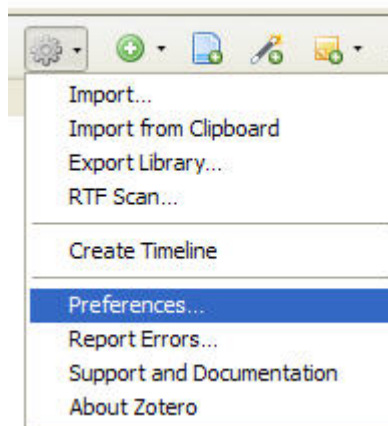 Import...
Import from Clipboard
Export Library...
RTF Scan...
Create Timeline
Preferences...
Report Errors...
Support and Documentation
About Zotero